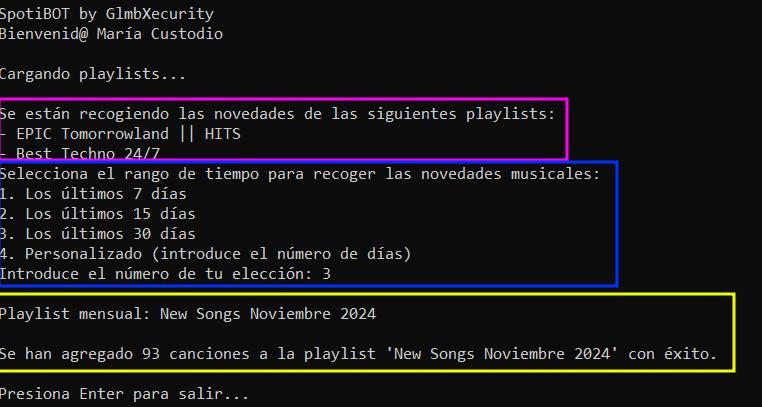 SpotiBOT by GlmbXecurity
Bienvenid@ María Custodio
Cargando playlists...
Se están recogiendo las novedades de las siguientes playlists:
- EPIC Tomorrowland || HITS
- Best Techno 24/7
Selecciona el rango de tiempo para recoger las novedades musicales:
1. Los últimos 7 días
2. Los últimos 15 días
3. Los últimos 30 días
4. Personalizado (introduce el número de días)
Introduce el número de tu elección: 3
Playlist mensual: New Songs Noviembre 2024
Se han agregado 93 canciones a la playlist 'New Songs Noviembre 2024' con éxito.
Presiona Enter para salir...